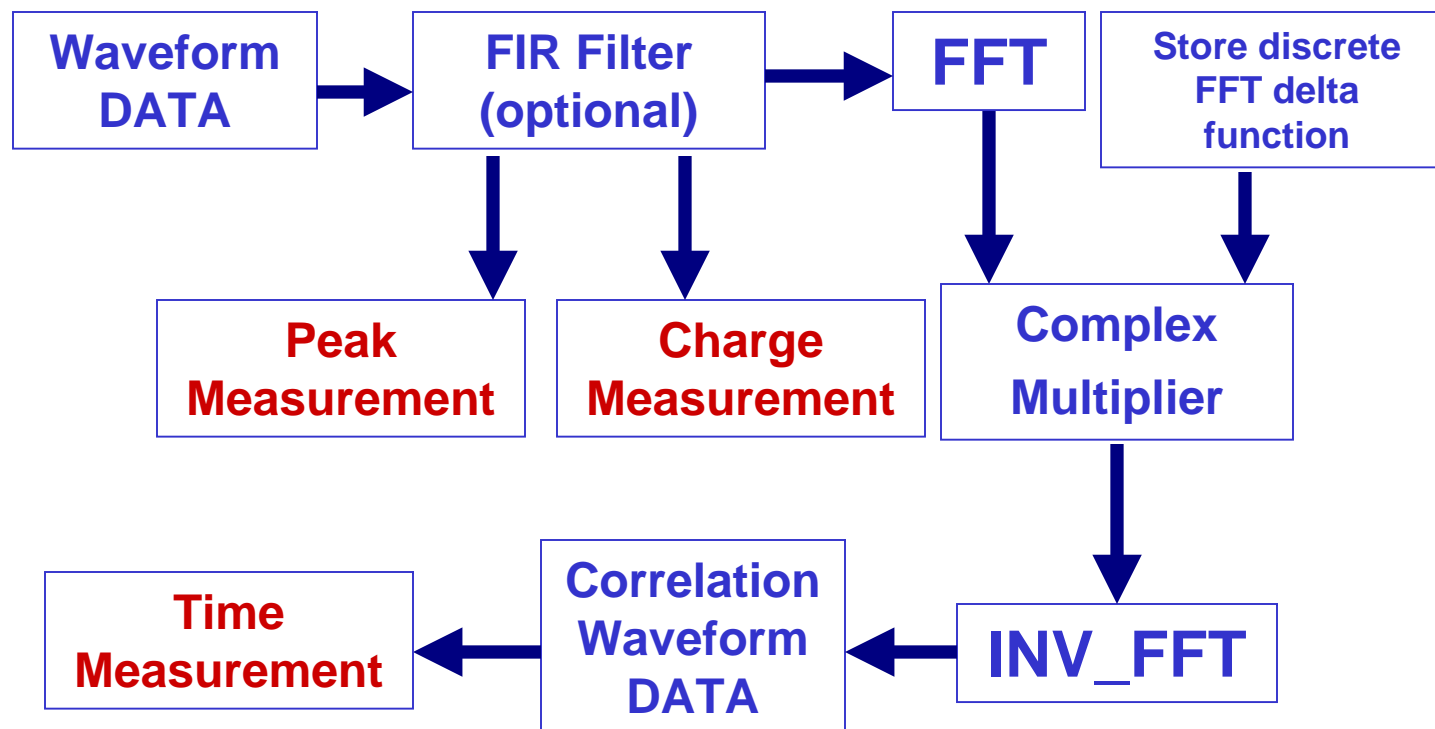 Waveform
DATA
FIR Filter
(optional)
FFT
Store discrete
FFT delta
function
Peak
Measurement
Charge
Measurement
Complex
Multiplier
Time
Measurement
Correlation
Waveform
DATA
INV_FFT